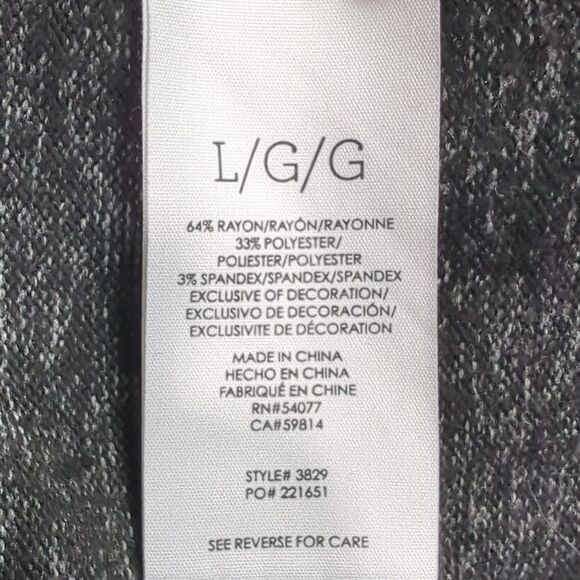 L/G/G
64% RAYON/RAYÓN/RAYONNE
33% POLYESTER/
POLIESTER/POLYESTER
3% SPANDEX/SPANDEX/SPANDEX
EXCLUSIVE OF DECORATION/
EXCLUSIVO DE DECORACIÓN/
EXCLUSIVITE DE DÉCORATION
MADE IN CHINA
HECHO EN CHINA
FABRIQUÉ EN CHINE
RN#54077
CA#59814
STYLE# 3829
PO# 221651
SEE REVERSE FOR CARE